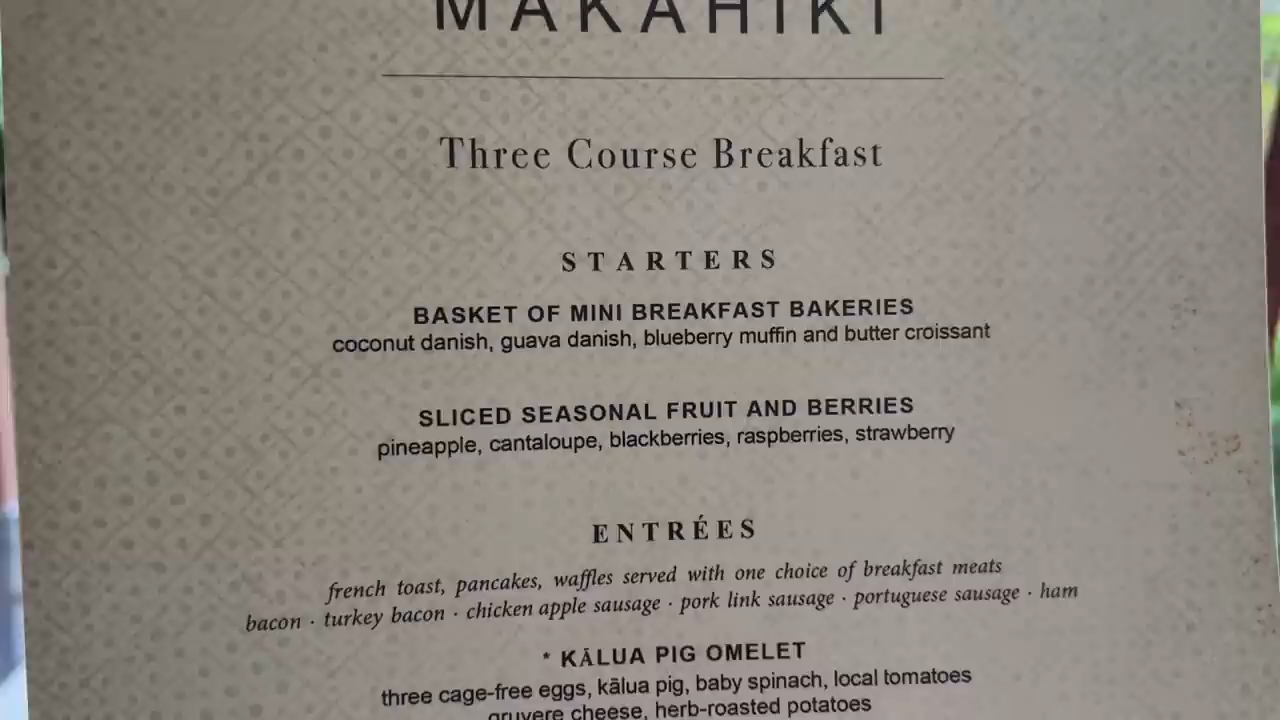 MAKAHIKI
Three Course Breakfast
STARTERS
BASKET OF MINI BREAKFAST BAKERIES
coconut danish, guava danish, blueberry muffin and butter croissant
SLICED SEASONAL FRUIT AND BERRIES
pineapple, cantaloupe, blackberries, raspberries, strawberry
ENTRÉES
french toast, pancakes, waffles served with one choice of breakfast meats
bacon · turkey bacon · chicken apple sausage · pork link sausage · portuguese sausage · ham
* KĀLUA PIG OMELET
three cage-free eggs, kālua pig, baby spinach, local tomatoes
gruyere cheese, herb-roasted potatoes